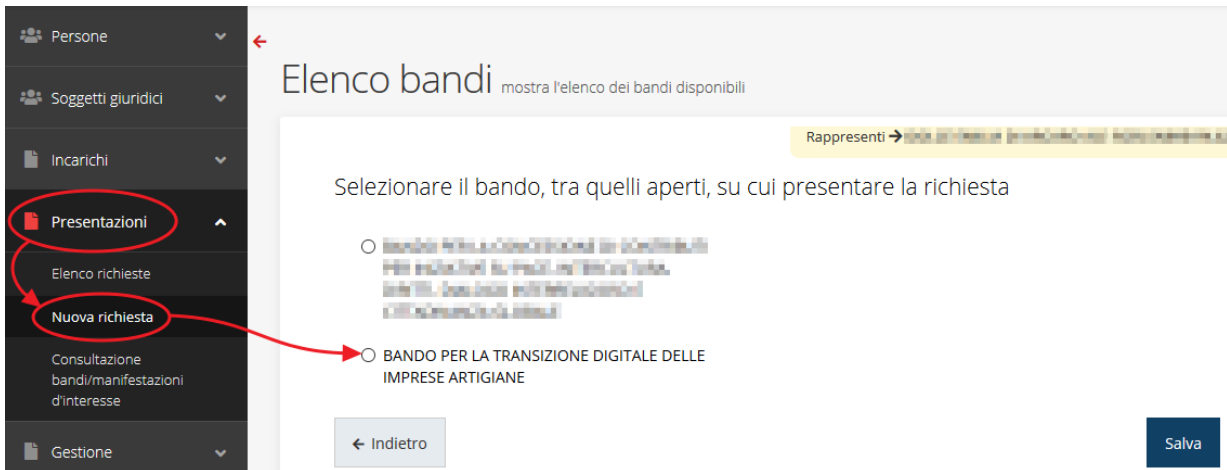 Persone
Soggetti giuridici
Incarichi
Presentazioni
Elenco richieste
Nuova richiesta
Consultazione
bandi/manifestazioni
d'interesse
Gestione
Elenco bandi mostra l'elenco dei bandi disponibili
Rappresenti
Selezionare il bando, tra quelli aperti, su cui presentare la richiesta
BANDO PER LA TRANSIZIONE DIGITALE DELLE
IMPRESE ARTIGIANE
Indietro
Salva